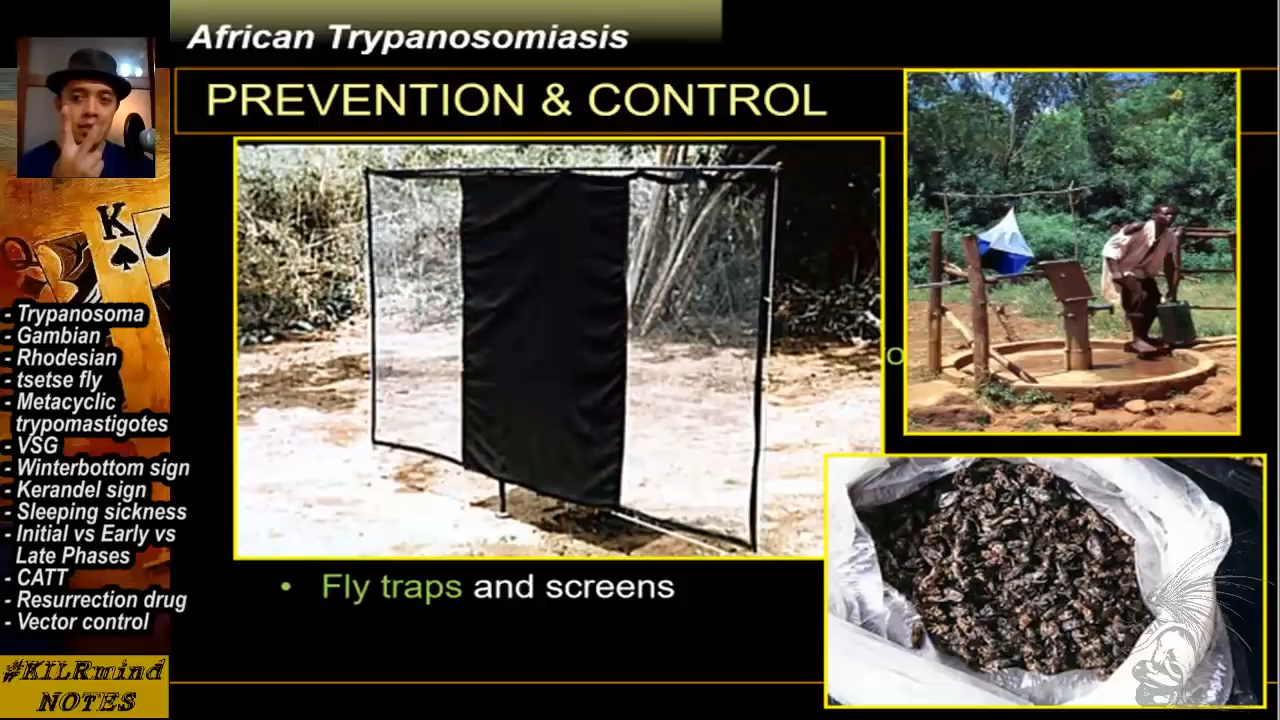 African Trypanosomiasis
PREVENTION & CONTROL
K
- Trypanosoma
- Gambian
- Rhodesian
- tsetse fly
- Metacyclic
trypomastigotes
- VSG
- Winterbottom sign
- Kerandel sign
- Sleeping sickness
- Initial vs Early vs
Late Phases
- CATT
- Resurrection drug
- Vector control
#KILRmind
NOTES
• Fly traps and screens